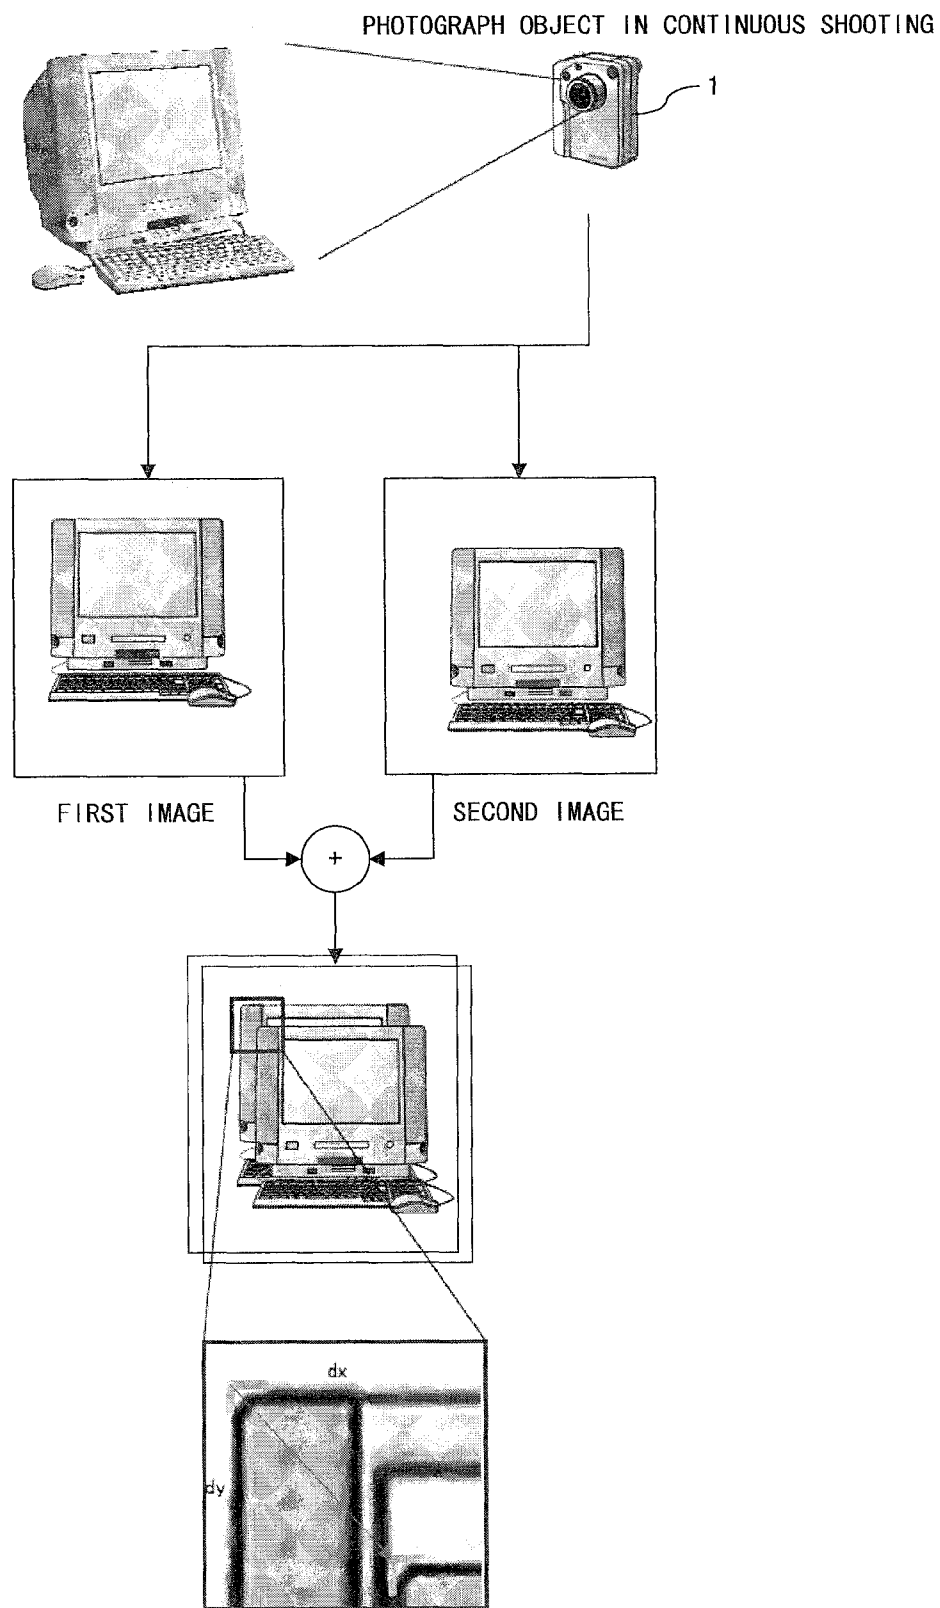 PHOTOGRAPH OBJECT IN CONTINUOUS SHOOTING
1
FIRST IMAGE
SECOND IMAGE
+
dx
dy